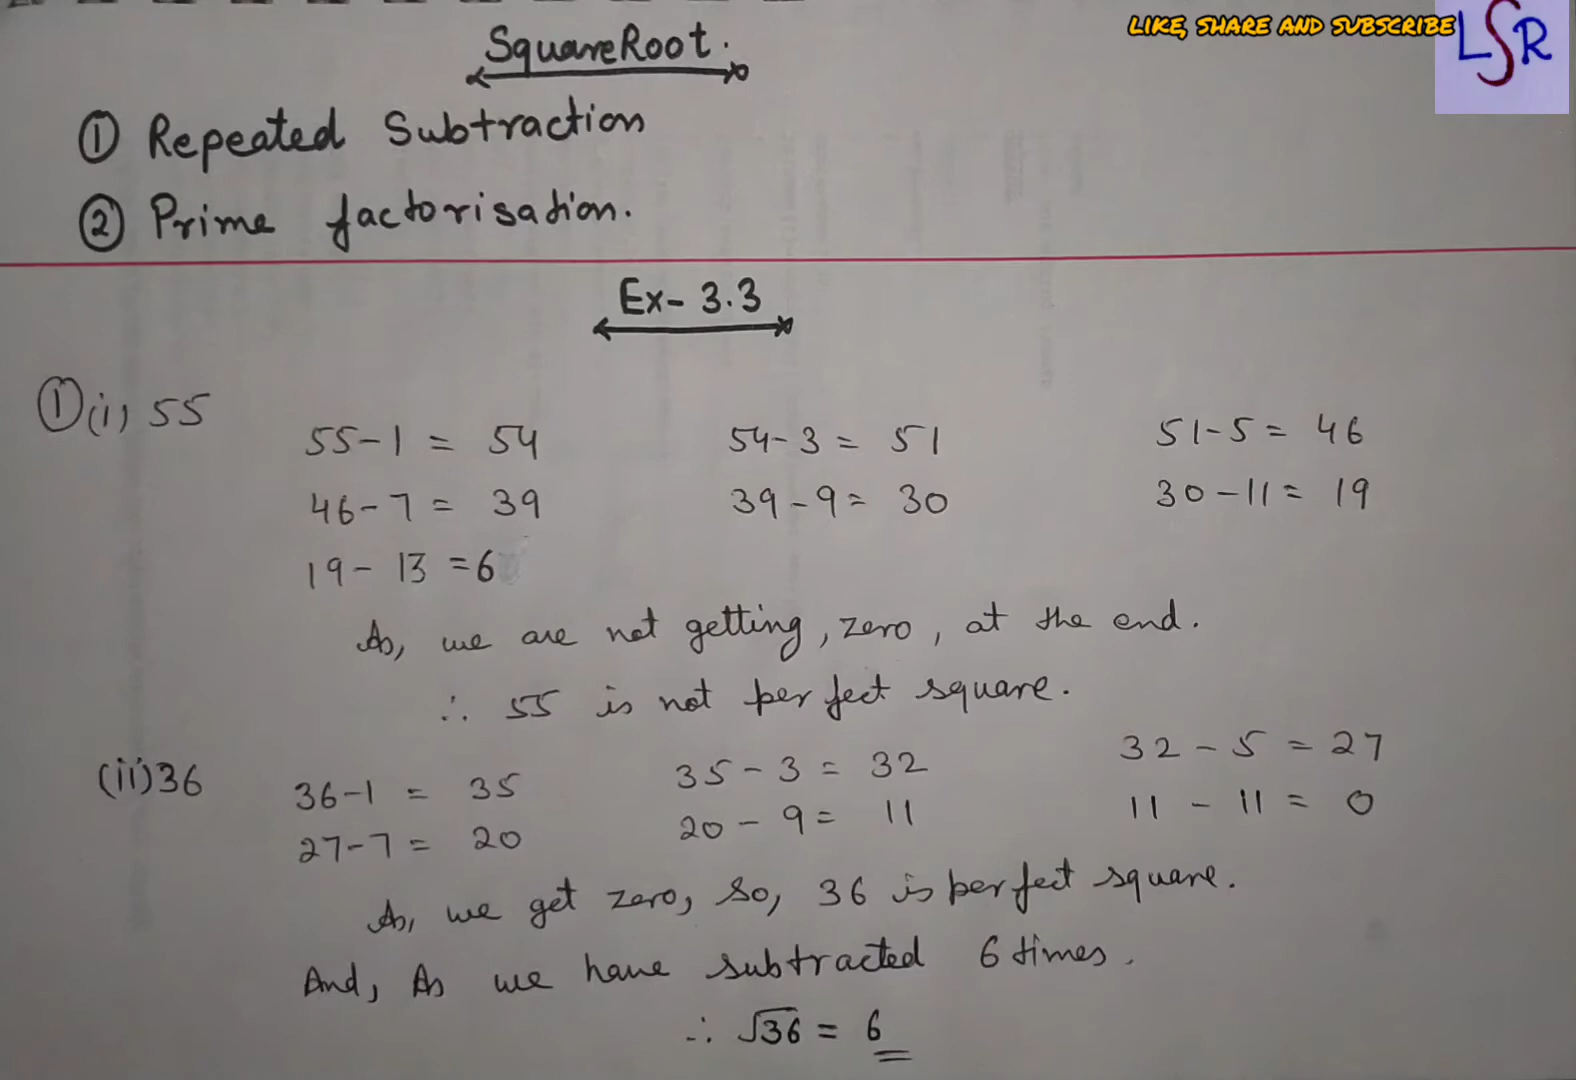 LIKE, SHARE AND SUBSCRIBE
LSR
Square Root.
① Repeated Subtraction
② Prime factorisation.
Ex- 3.3
①(i) 55
55-1 = 54 54-3 = 51 51-5 = 46
46-7 = 39 39-9 = 30 30-11 = 19
19-13 = 6
As, we are not getting, zero, at the end.
∴ 55 is not perfect square.
(ii) 36 36-1 = 35 35-3 = 32 32-5 = 27
27-7 = 20 20-9 = 11 11-11 = 0
As, we get zero, So, 36 is perfect square.
And, As we have subtracted 6 times.
∴ √36 = 6